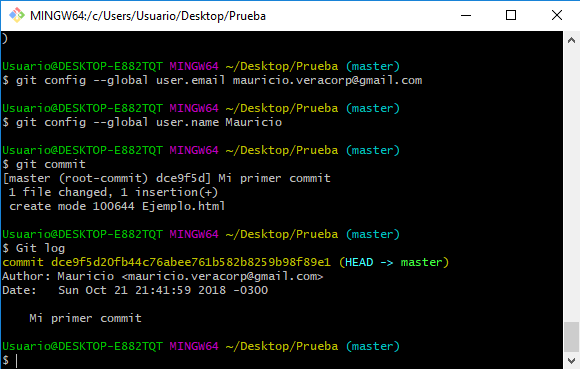 MINGW64:/c/Users/Usuario/Desktop/Prueba
)
Usuario@DESKTOP-E882TQT MINGW64 ~/Desktop/Prueba (master)
$ git config --global user.email mauricio.veracorp@gmail.com
Usuario@DESKTOP-E882TQT MINGW64 ~/Desktop/Prueba (master)
$ git config --global user.name Mauricio
Usuario@DESKTOP-E882TQT MINGW64 ~/Desktop/Prueba (master)
$ git commit
[master (root-commit) dce9f5d] Mi primer commit
1 file changed, 1 insertion(+)
create mode 100644 Ejemplo.html
Usuario@DESKTOP-E882TQT MINGW64 ~/Desktop/Prueba (master)
$ Git log
commit dce9f5d20fb44c76abee761b582b8259b98f89e1 (HEAD -> master)
Author: Mauricio <mauricio.veracorp@gmail.com>
Date:   Sun Oct 21 21:41:59 2018 -0300
Mi primer commit
Usuario@DESKTOP-E882TQT MINGW64 ~/Desktop/Prueba (master)
$